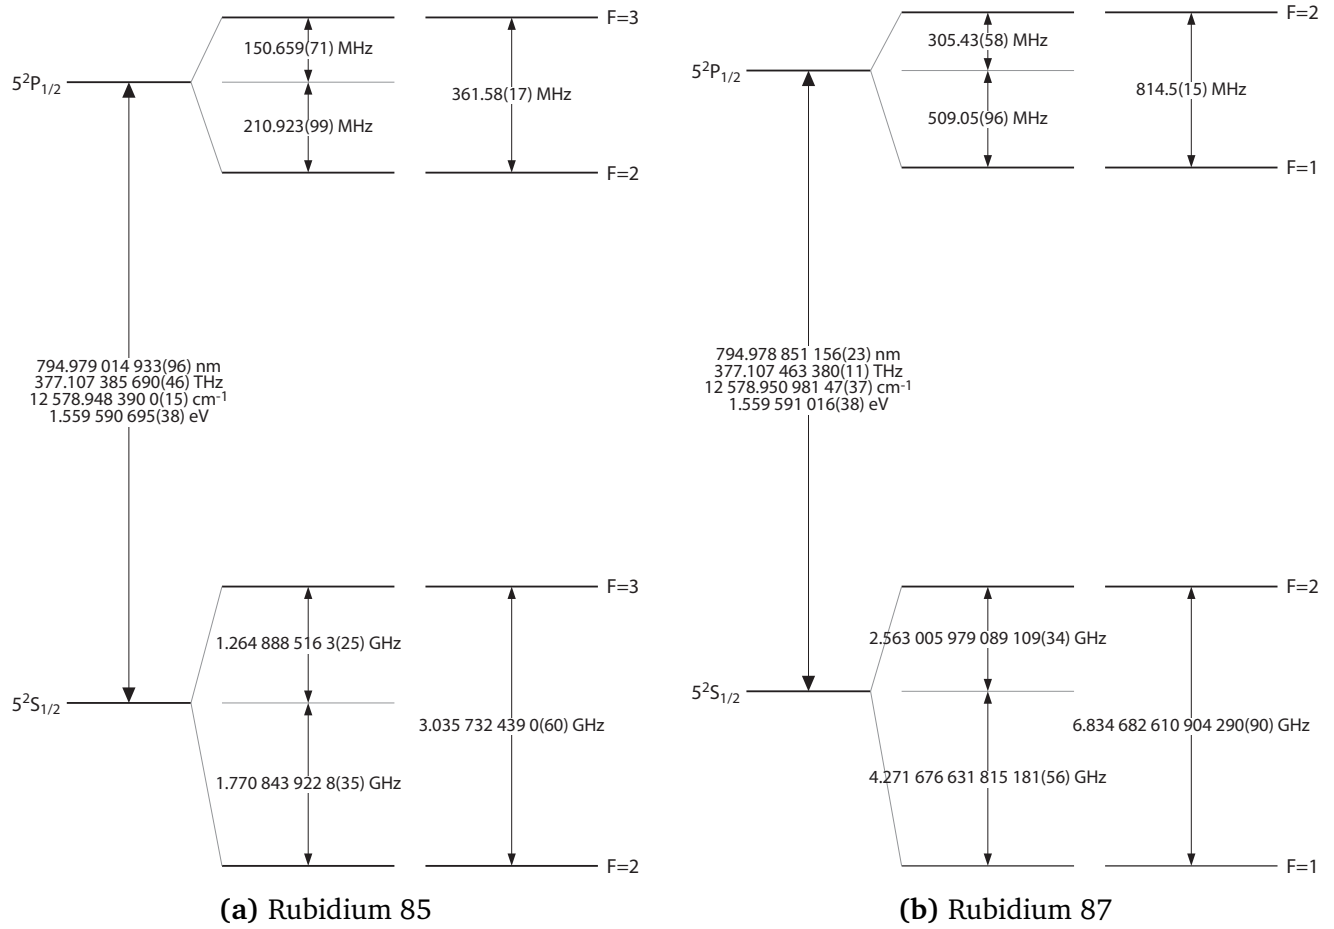 F=3
150.659(71) MHz
5²P₁/₂
361.58(17) MHz
210.923(99) MHz
F=2
794.979 014 933(96) nm
377.107 385 690(46) THz
12 578.948 390 0(15) cm⁻¹
1.559 590 695(38) eV
F=3
1.264 888 516 3(25) GHz
5²S₁/₂
3.035 732 439 0(60) GHz
1.770 843 922 8(35) GHz
F=2
(a) Rubidium 85
F=2
305.43(58) MHz
5²P₁/₂
814.5(15) MHz
509.05(96) MHz
F=1
794.978 851 156(23) nm
377.107 463 380(11) THz
12 578.950 981 47(37) cm⁻¹
1.559 591 016(38) eV
F=2
2.563 005 979 089 109(34) GHz
5²S₁/₂
6.834 682 610 904 290(90) GHz
4.271 676 631 815 181(56) GHz
F=1
(b) Rubidium 87